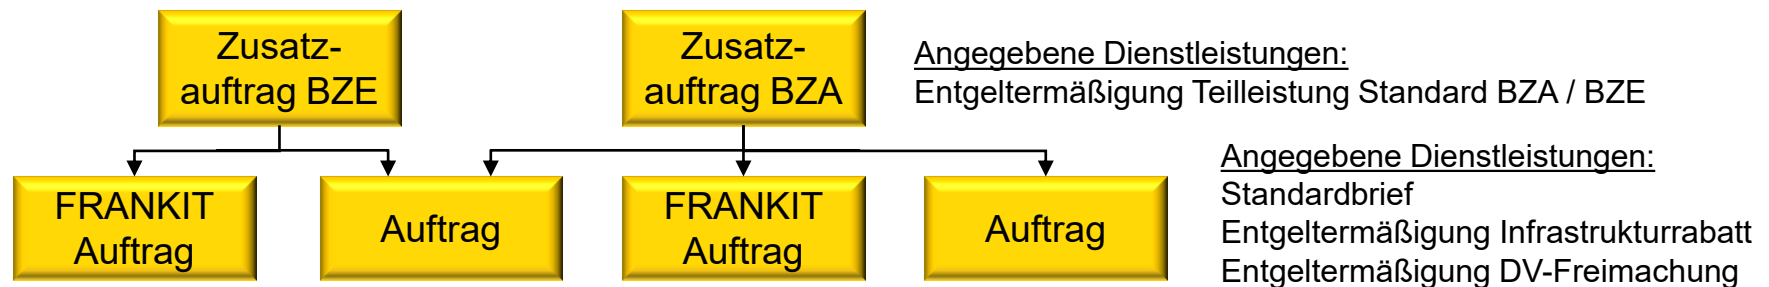 Zusatz-
auftrag BZE
Zusatz-
auftrag BZA
Angegebene Dienstleistungen:
Entgeltermäßigung Teilleistung Standard BZA / BZE
FRANKIT
Auftrag
Auftrag
FRANKIT
Auftrag
Auftrag
Angegebene Dienstleistungen:
Standardbrief
Entgeltermäßigung Infrastrukturrabatt
Entgeltermäßigung DV-Freimachung